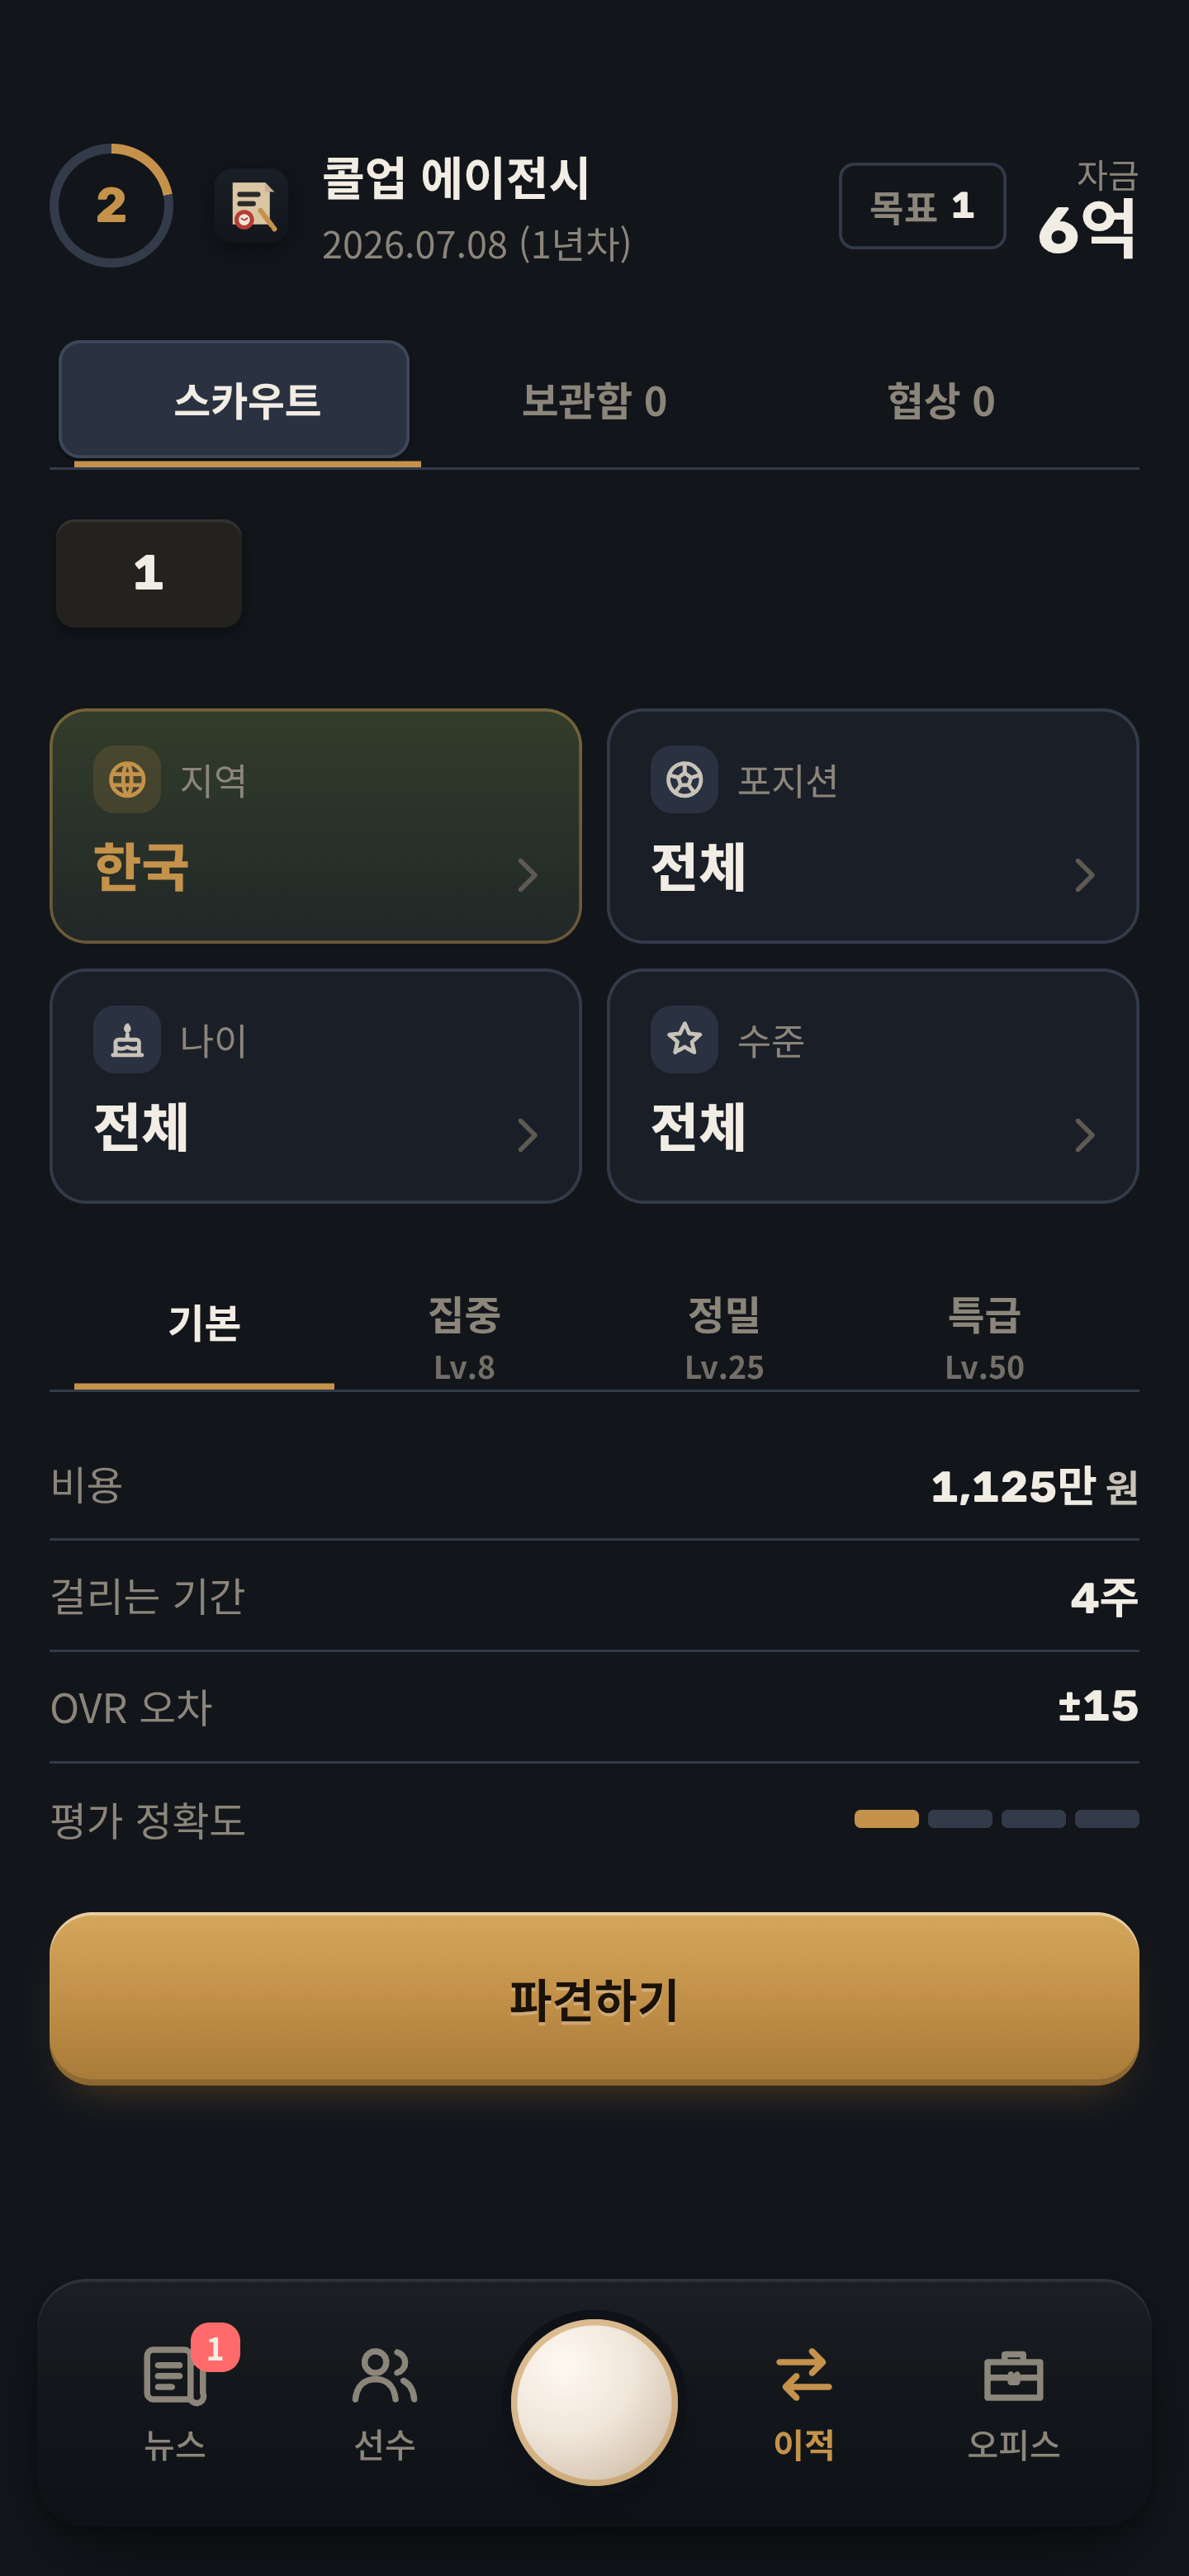 2
콜업 에이전시
2026.07.08 (1년차)
목표 1
자금
6억
스카우트
보관함 0
협상 0
1
지역
한국
포지션
전체
나이
전체
수준
전체
기본
집중
Lv.8
정밀
Lv.25
특급
Lv.50
비용
1,125만 원
걸리는 기간
4주
OVR 오차
±15
평가 정확도
파견하기
1
뉴스
선수
이적
오피스